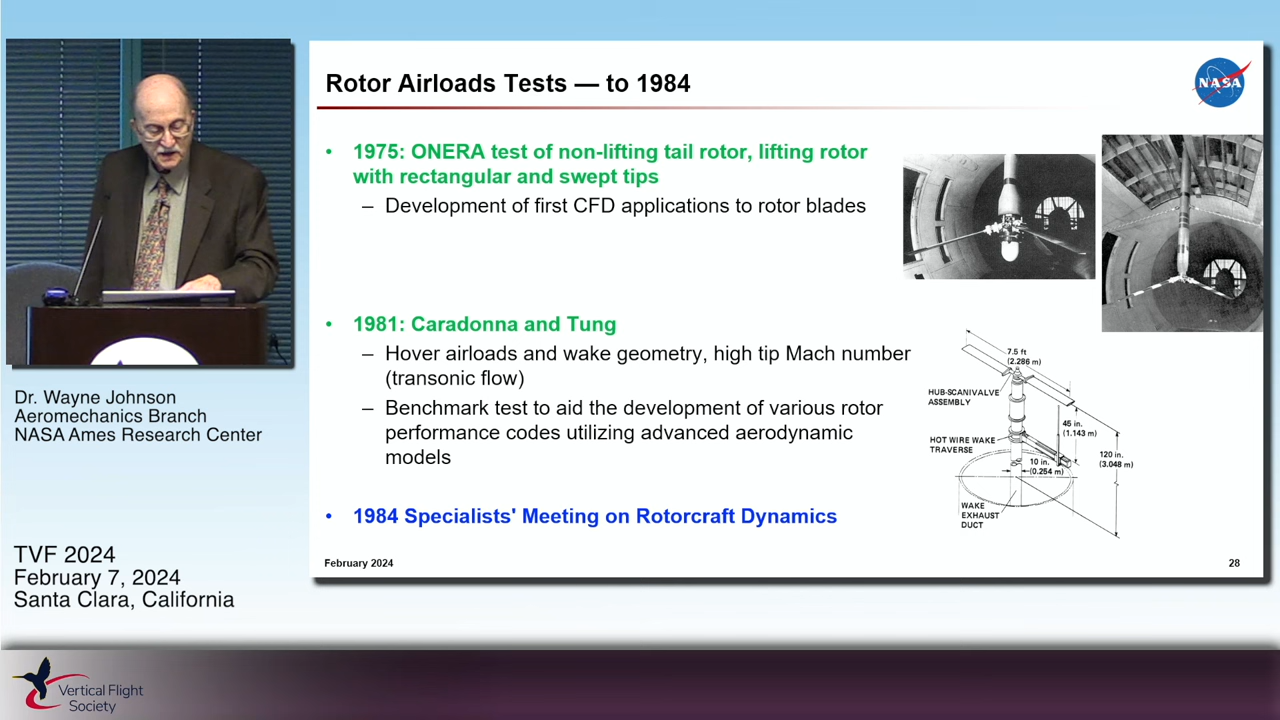 Rotor Airloads Tests — to 1984
NASA
• 1975: ONERA test of non-lifting tail rotor, lifting rotor
with rectangular and swept tips
– Development of first CFD applications to rotor blades
• 1981: Caradonna and Tung
– Hover airloads and wake geometry, high tip Mach number
(transonic flow)
– Benchmark test to aid the development of various rotor
performance codes utilizing advanced aerodynamic
models
• 1984 Specialists' Meeting on Rotorcraft Dynamics
7.5 ft
(2.286 m)
HUB-SCANIVALVE
ASSEMBLY
45 in.
(1.143 m)
HOT WIRE WAKE
TRAVERSE
10 in.
(0.254 m)
120 in.
(3.048 m)
WAKE
EXHAUST
DUCT
February 2024
28
Dr. Wayne Johnson
Aeromechanics Branch
NASA Ames Research Center
TVF 2024
February 7, 2024
Santa Clara, California
Vertical Flight
Society